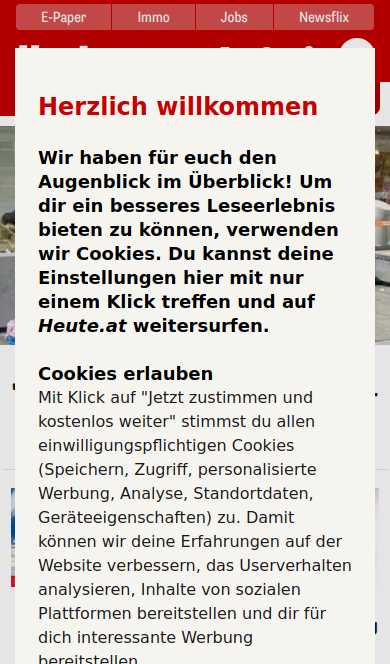 E-Paper
Immo
Jobs
Newsflix
Herzlich willkommen
Wir haben für euch den
Augenblick im Überblick! Um
dir ein besseres Leseerlebnis
bieten zu können, verwenden
wir Cookies. Du kannst deine
Einstellungen hier mit nur
einem Klick treffen und auf
Heute.at weitersurfen.
Cookies erlauben
Mit Klick auf "Jetzt zustimmen und
kostenlos weiter" stimmst du allen
einwilligungspflichtigen Cookies
(Speichern, Zugriff, personalisierte
Werbung, Analyse, Standortdaten,
Geräteeigenschaften) zu. Damit
können wir deine Erfahrungen auf der
Website verbessern, das Userverhalten
analysieren, Inhalte von sozialen
Plattformen bereitstellen und dir für
dich interessante Werbung
bereitstellen